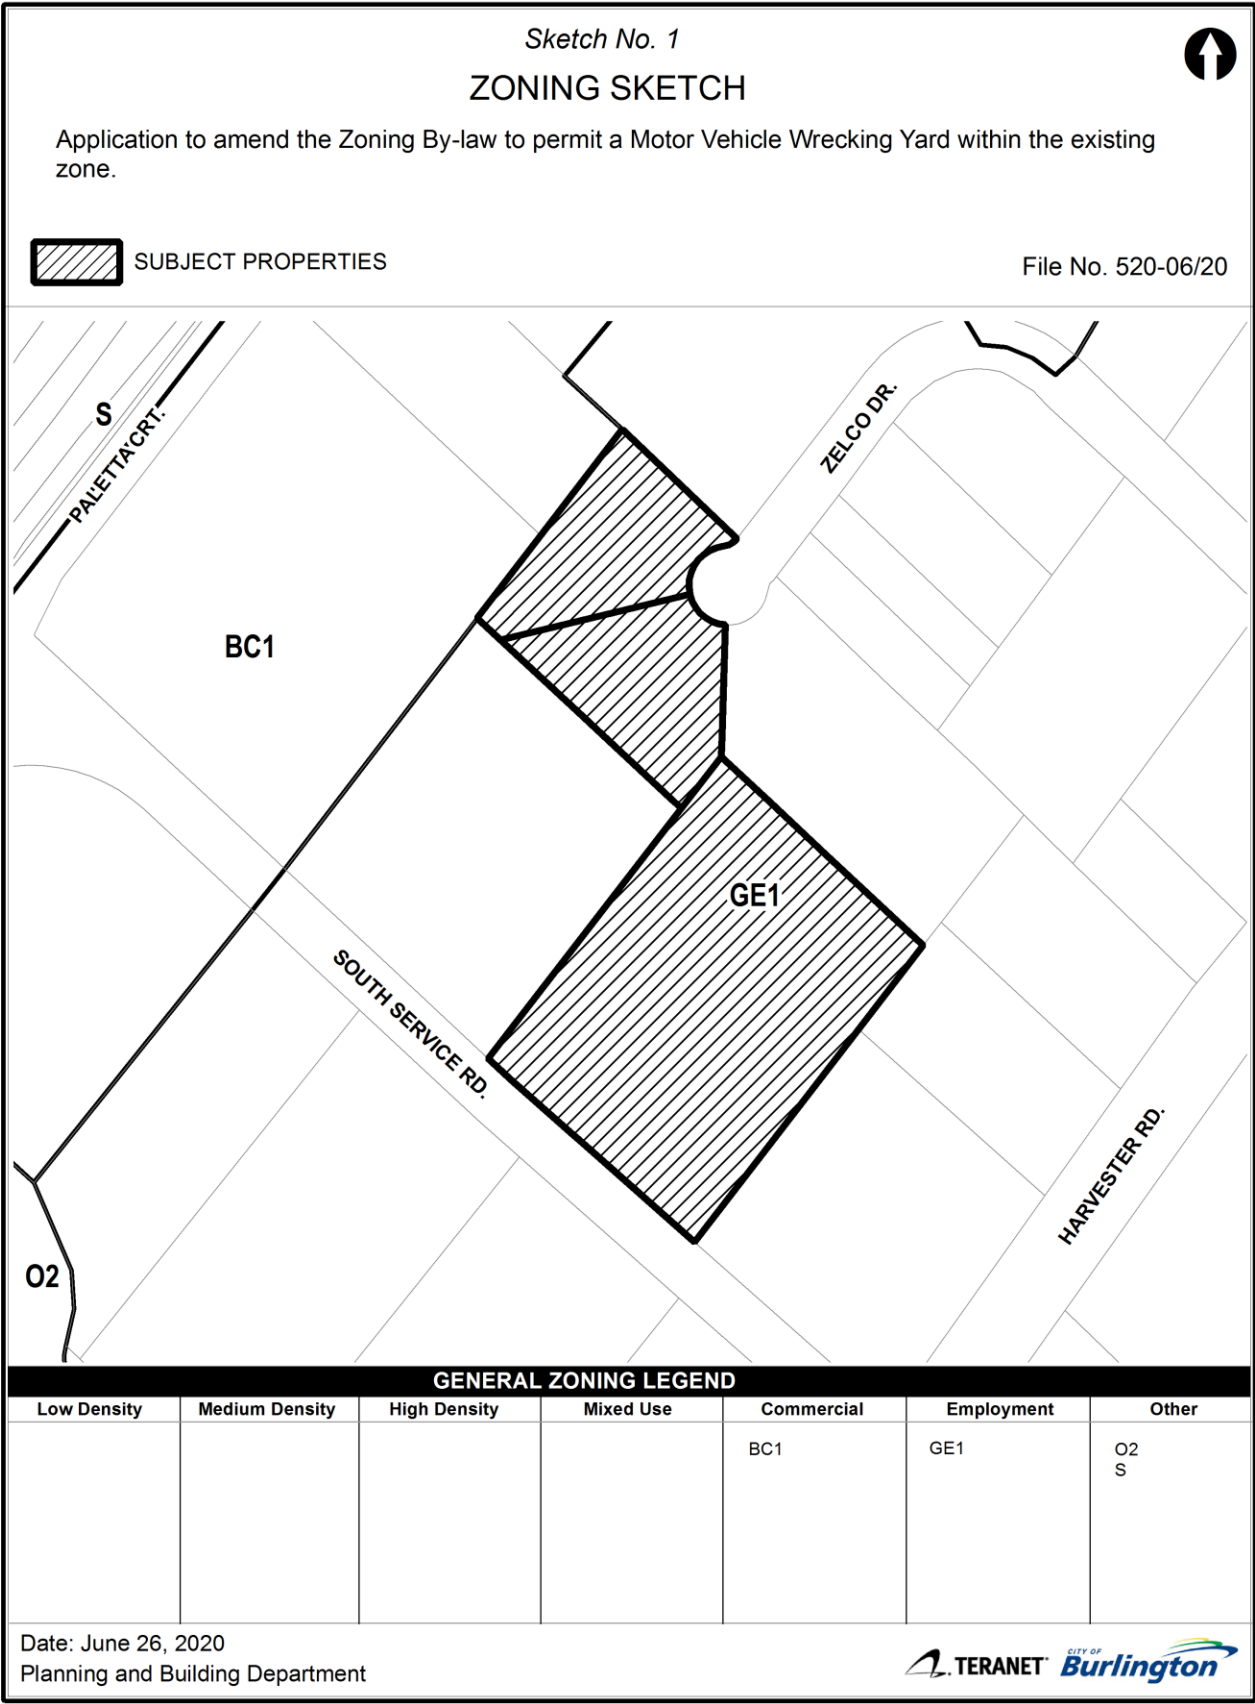 Sketch No. 1
ZONING SKETCH
Application to amend the Zoning By-law to permit a Motor Vehicle Wrecking Yard within the existing
zone.
SUBJECT PROPERTIES
File No. 520-06/20
S
PALETTA CRT.
ZELCO DR.
BC1
GE1
SOUTH SERVICE RD.
HARVESTER RD.
O2
GENERAL ZONING LEGEND
Low Density Medium Density High Density Mixed Use Commercial Employment Other
BC1 GE1 O2
S
Date: June 26, 2020
Planning and Building Department
TERANET
CITY OF
Burlington